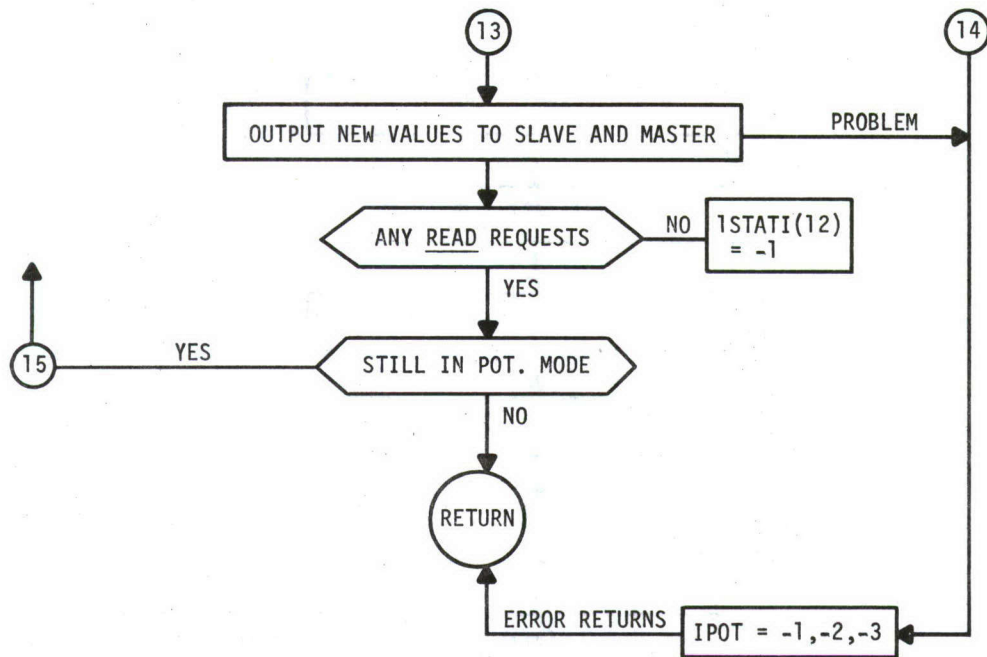 13
14
OUTPUT NEW VALUES TO SLAVE AND MASTER
PROBLEM
ANY READ REQUESTS
NO
1STATI(12)
= -1
YES
15
YES
STILL IN POT. MODE
NO
RETURN
ERROR RETURNS
IPOT = -1,-2,-3